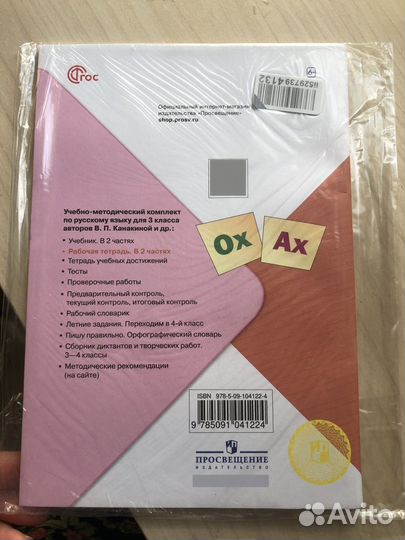 ФГОС
Официальный интернет-магазин
издательства «Просвещение»
shop.prosv.ru
6+
Учебно-методический комплект
по русскому языку для 3 класса
авторов В. П. Канакиной и др.:
• Учебник. В 2 частях
• Рабочая тетрадь. В 2 частях
• Тетрадь учебных достижений
• Тесты
• Проверочные работы
• Предварительный контроль,
текущий контроль, итоговый контроль
• Рабочий словарик
• Летние задания. Переходим в 4-й класс
• Пишу правильно. Орфографический словарь
• Сборник диктантов и творческих работ.
3—4 классы
• Методические рекомендации
(на сайте)
Ох
Ах
ISBN 978-5-09-104122-4
9 785091 041224
ПРОСВЕЩЕНИЕ
ИЗДАТЕЛЬСТВО
Avito